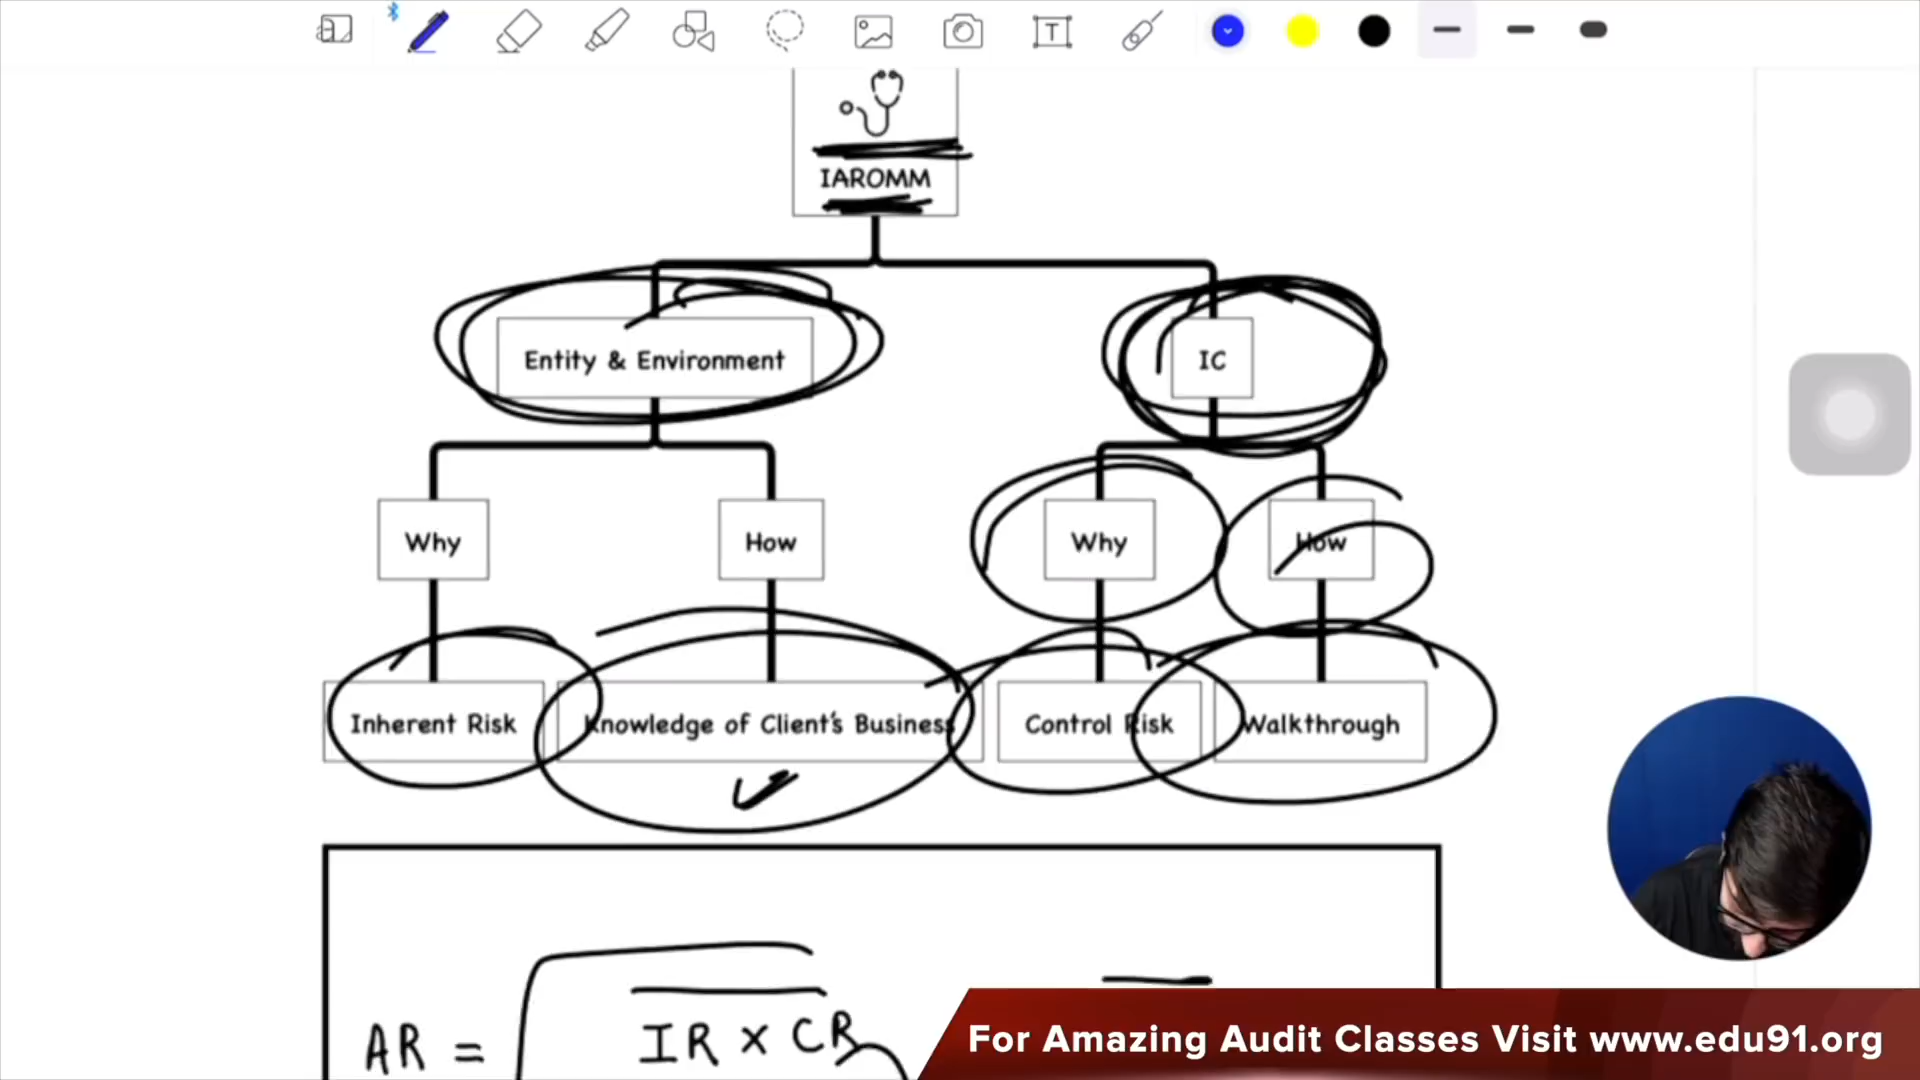 T
IAROMM
Entity & Environment
IC
Why
How
Why
How
Inherent Risk
Knowledge of Client's Business
Control Risk
Walkthrough
AR = IR x CR
For Amazing Audit Classes Visit www.edu91.org